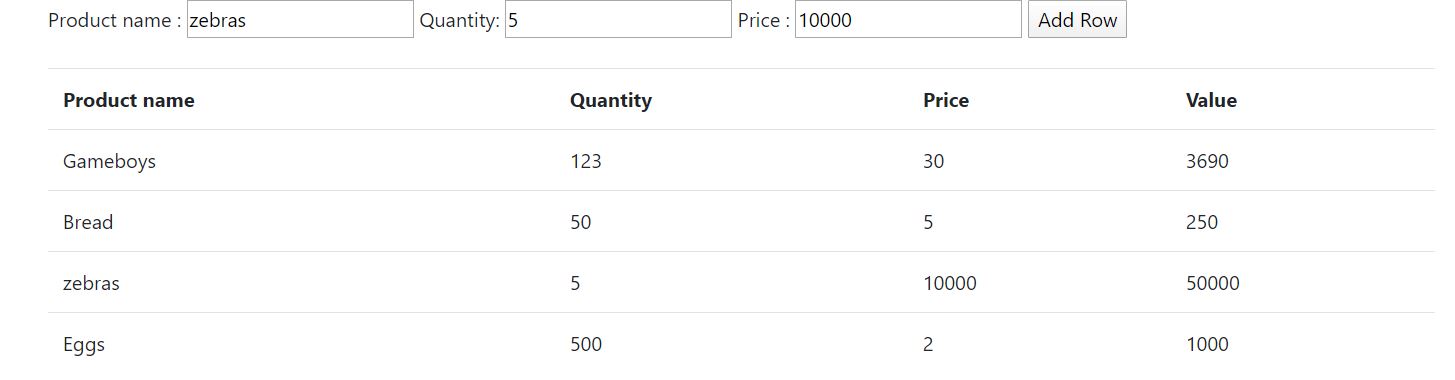 Product name : zebras Quantity: 5 Price : 10000 Add Row
Product name Quantity Price Value
Gameboys 123 30 3690
Bread 50 5 250
zebras 5 10000 50000
Eggs 500 2 1000